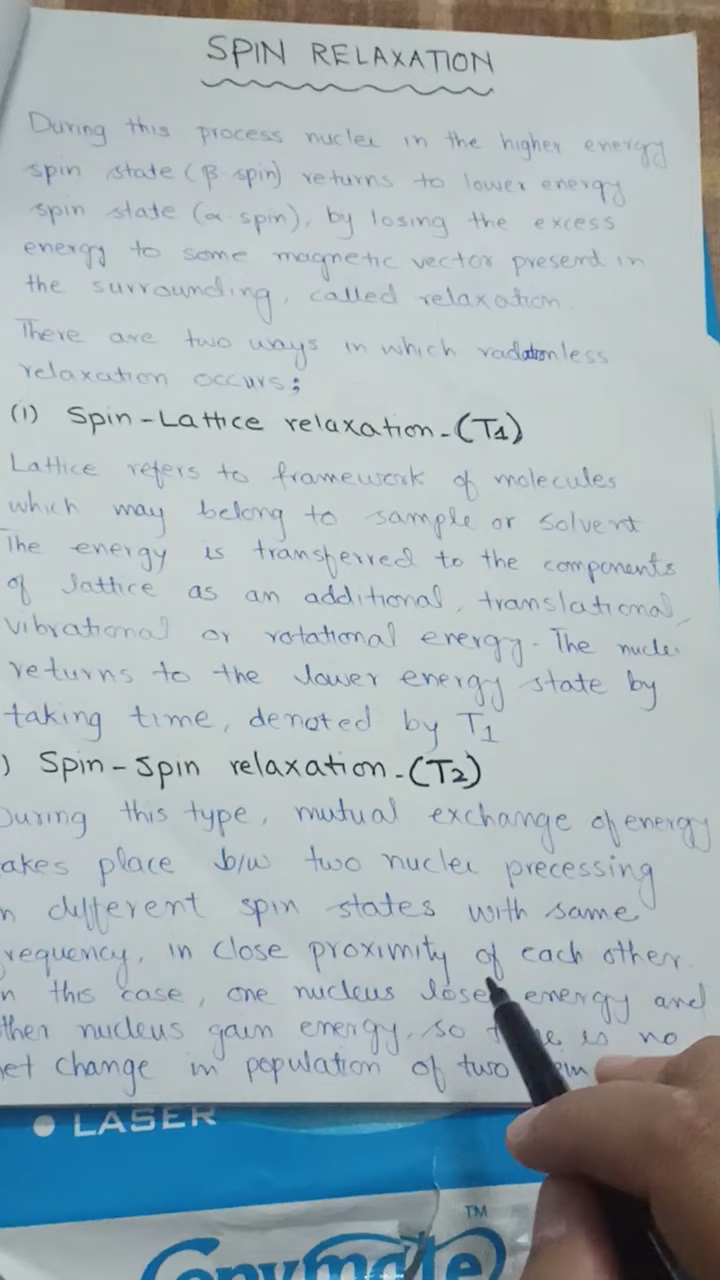 SPIN RELAXATION
During this process nuclei in the higher energy
spin state (β-spin) returns to lower energy
spin state (α-spin), by losing the excess
energy to some magnetic vector present in
the surrounding, called relaxation.
There are two ways in which radationless
relaxation occurs;
(i) Spin-Lattice relaxation-(T1)
Lattice refers to framework of molecules
which may belong to sample or solvent
The energy is transferred to the components
of lattice as an additional, translational,
vibrational or rotational energy. The nuclei
returns to the lower energy state by
taking time, denoted by T1
) Spin-Spin relaxation-(T2)
During this type, mutual exchange of energy
akes place b/w two nuclei precessing
n different spin states with same
requency, in close proximity of each other.
n this case, one nucleus loses energy and
ther nucleus gain energy, so is no
et change in population of two
LASER
TM
Copymate